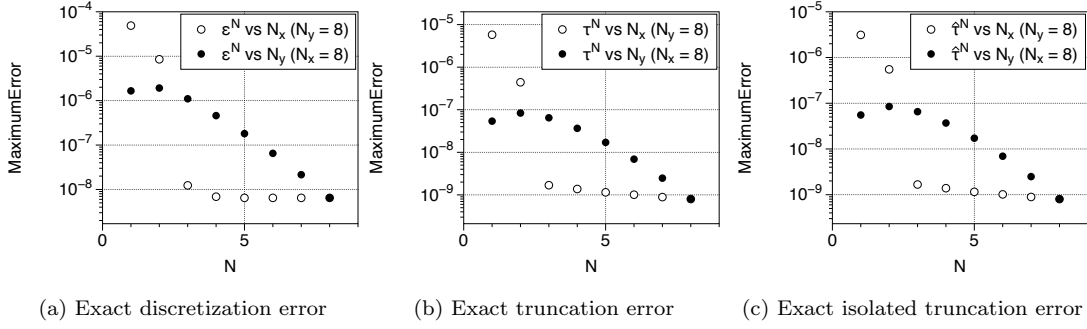 10⁻⁴
10⁻⁵
10⁻⁶
10⁻⁷
10⁻⁸
MaximumError
0
5
N
ε^N vs N_x (N_y = 8)
ε^N vs N_y (N_x = 8)
(a) Exact discretization error
10⁻⁵
10⁻⁶
10⁻⁷
10⁻⁸
10⁻⁹
MaximumError
0
5
N
τ^N vs N_x (N_y = 8)
τ^N vs N_y (N_x = 8)
(b) Exact truncation error
10⁻⁵
10⁻⁶
10⁻⁷
10⁻⁸
10⁻⁹
MaximumError
0
5
N
τ̂^N vs N_x (N_y = 8)
τ̂^N vs N_y (N_x = 8)
(c) Exact isolated truncation error